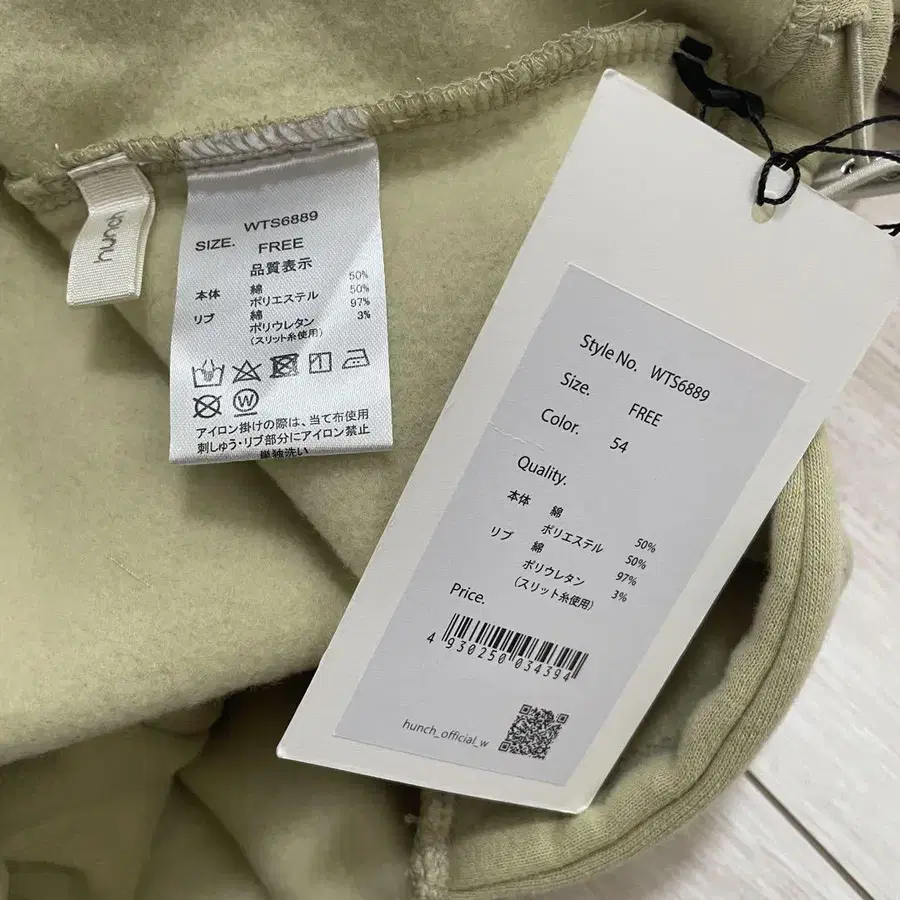 hunch
WTS6889
SIZE. FREE
品質表示
本体 綿 50%
ポリエステル 50%
リブ 綿 97%
ポリウレタン 3%
(スリット糸使用)
W
アイロン掛けの際は、当て布使用
刺しゅう・リブ部分にアイロン禁止
単独洗い
Style No. WTS6889
Size. FREE
Color. 54
Quality.
本体 綿 50%
ポリエステル 50%
リブ 綿 97%
ポリウレタン 3%
(スリット糸使用)
Price.
4 930250 034394
hunch_official_w